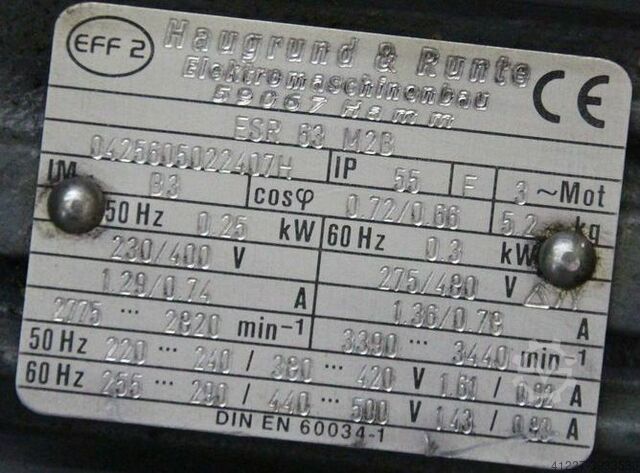 EFF 2
Haugrund & Runte
Elektromaschinenbau
59067 Hamm
CE
ESR 63 M2B
0425605022407H IP 55 F 3 ~Mot
IM B3 cosφ 0.72/0.66 5.2 kg
50 Hz 0.25 kW 60 Hz 0.3 kW
230/400 V 275/480 V
1.29/0.74 A 1.36/0.78 A
2775 ... 2820 min-1 3390 ... 3440 min-1
50 Hz 220 ... 240 / 380 ... 420 V 1.61 / A
60 Hz 255 ... 290 / 440 ... 500 V 1.43 / A
DIN EN 60034-1